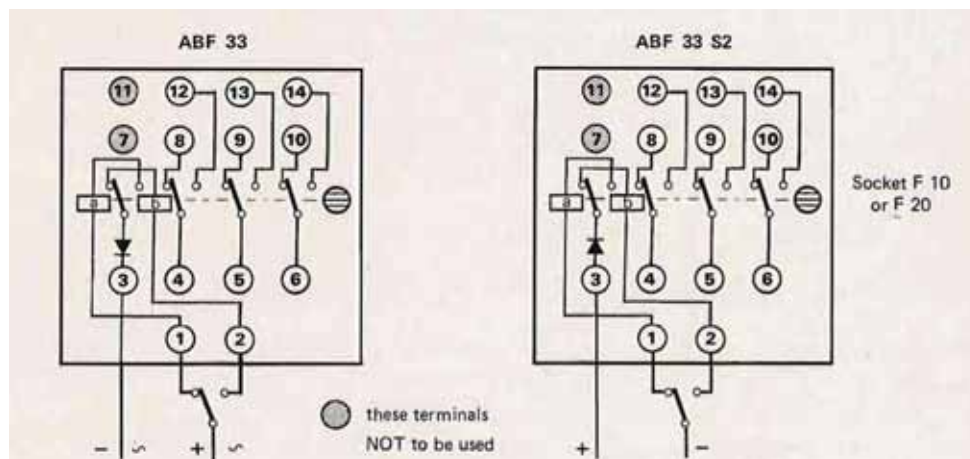 ABF 33
ABF 33 S2
11 12 13 14
7 8 9 10
a b
3 4 5 6
1 2
− ∽ + ∽
these terminals
NOT to be used
11 12 13 14
7 8 9 10
a b
3 4 5 6
1 2
+ −
Socket F 10
or F 20